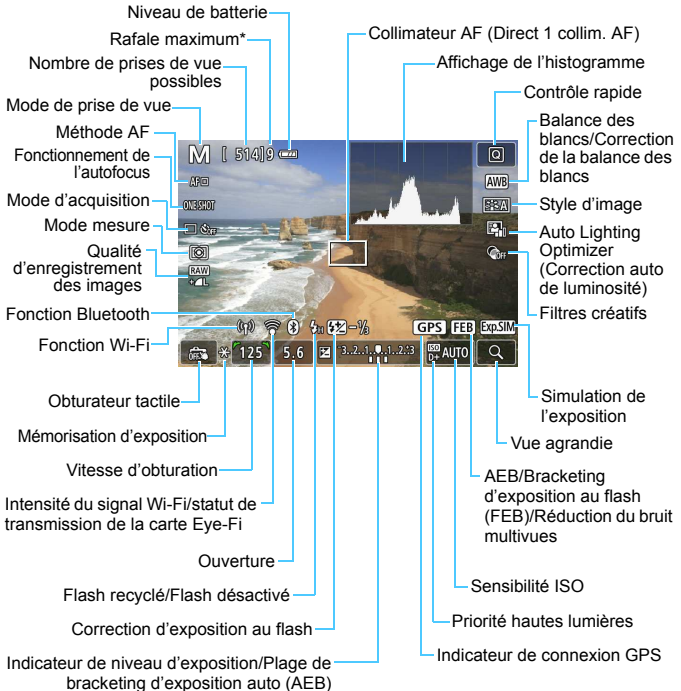 Niveau de batterie
Rafale maximum*
Nombre de prises de vue
possibles
Mode de prise de vue
Méthode AF
Fonctionnement de
l'autofocus
Mode d'acquisition
Mode mesure
Qualité
d'enregistrement
des images
Fonction Bluetooth
Fonction Wi-Fi
Collimateur AF (Direct 1 collim. AF)
Affichage de l'histogramme
Contrôle rapide
Balance des
blancs/Correction
de la balance des
blancs
Style d'image
Auto Lighting
Optimizer
(Correction auto
de luminosité)
Filtres créatifs
M [ 514] 9
Q
AF
AWB
ONE SHOT
A
OFF
OFF
RAW
+L
H -1/3
GPS FEB Exp.SIM
OFF
125 5.6 -3..2..1..0..1..2.:3 ISO D+ AUTO
Obturateur tactile
Mémorisation d'exposition
Vitesse d'obturation
Intensité du signal Wi-Fi/statut de
transmission de la carte Eye-Fi
Ouverture
Flash recyclé/Flash désactivé
Correction d'exposition au flash
Indicateur de niveau d'exposition/Plage de
bracketing d'exposition auto (AEB)
Simulation de
l'exposition
Vue agrandie
AEB/Bracketing
d'exposition au flash
(FEB)/Réduction du bruit
multivues
Sensibilité ISO
Priorité hautes lumières
Indicateur de connexion GPS